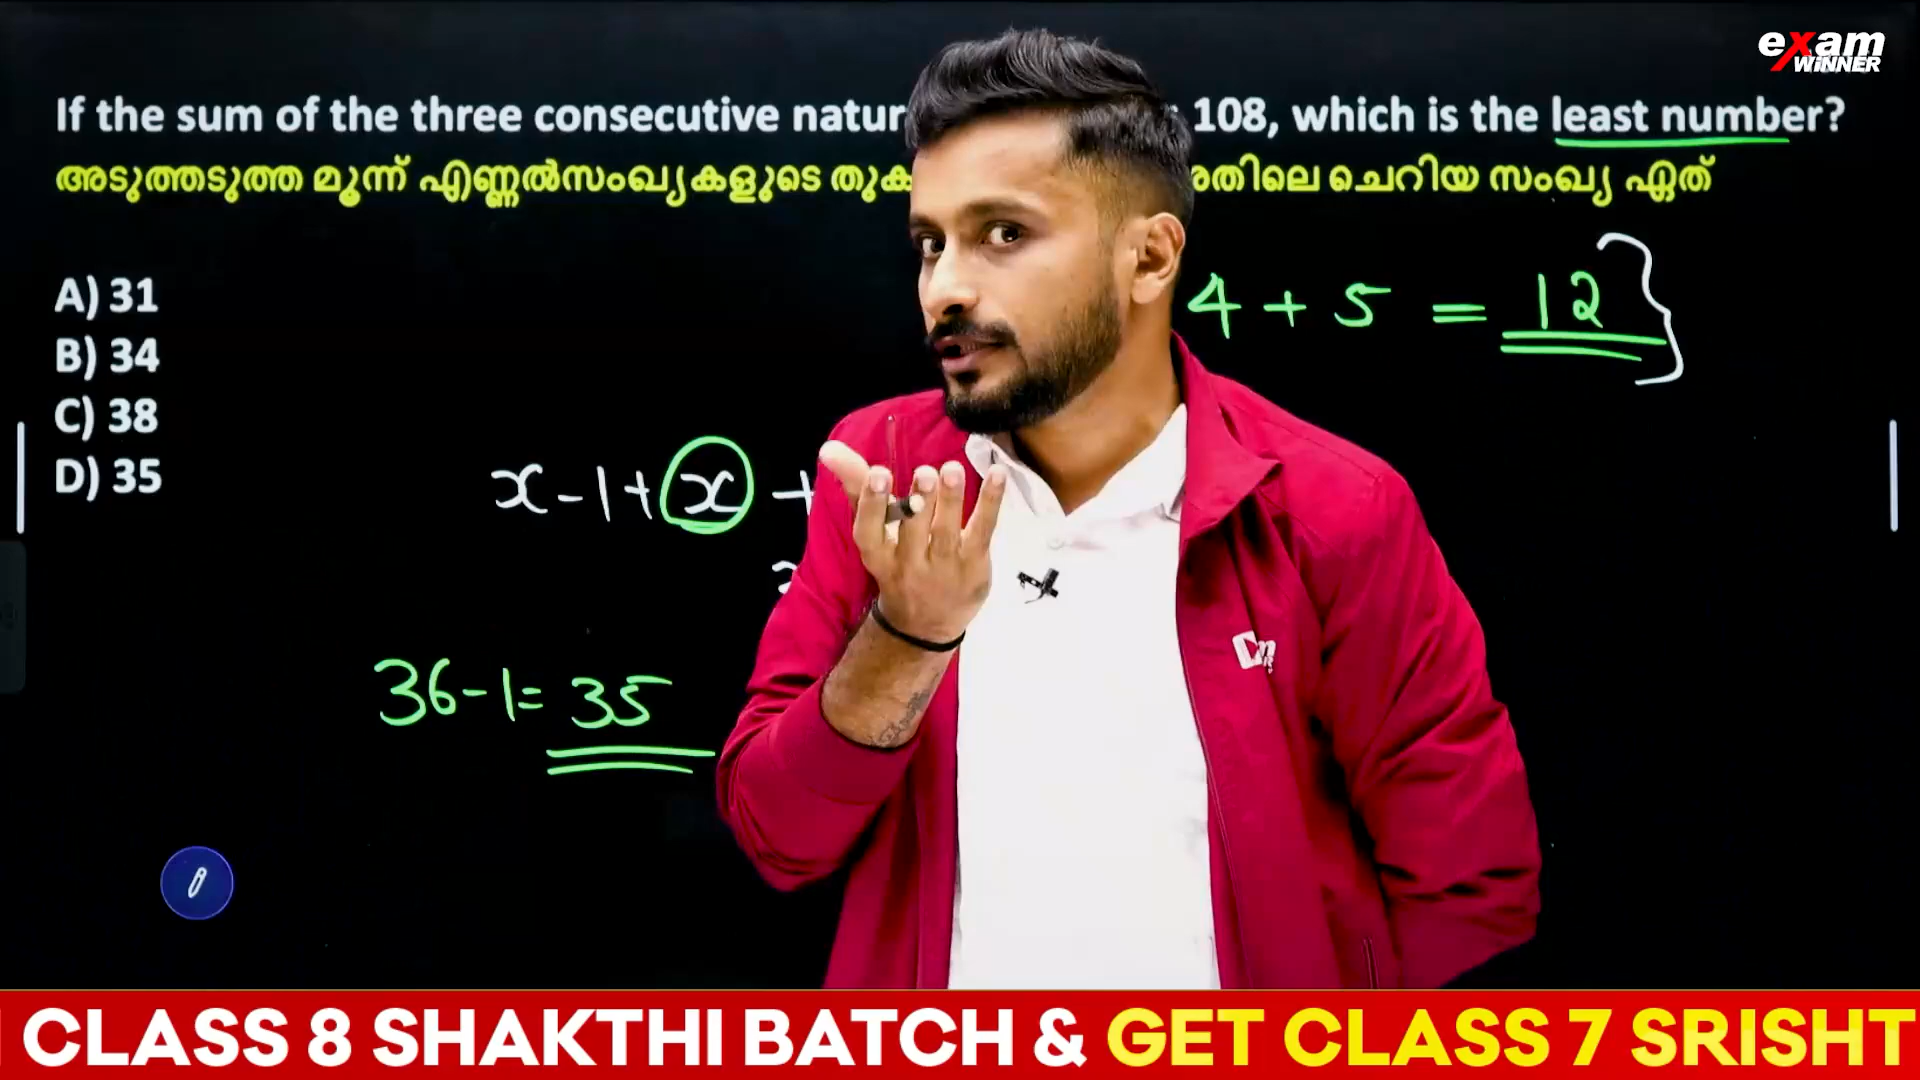 exam
WINNER
If the sum of the three consecutive 108, which is the least number?
അടുത്തടുത്ത മൂന്ന് എണ്ണൽസംഖ്യകളുടെ ചെറിയ സംഖ്യ ഏത്
A) 31
4 + 5 = 12
B) 34
C) 38
D) 35
x - 1 + x +
36 - 1 = 35
CLASS 8 SHAKTHI BATCH & GET CLASS 7